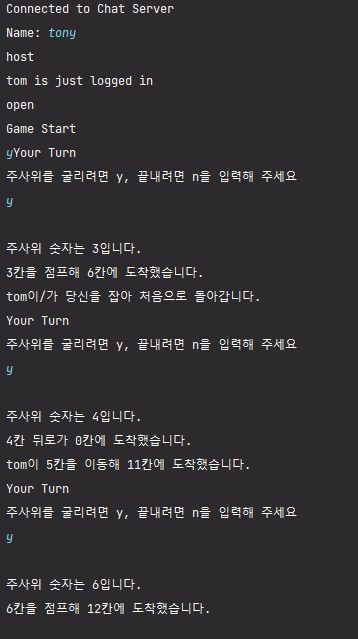 Connected to Chat Server
Name: tony
host
tom is just logged in
open
Game Start
yYour Turn
주사위를 굴리려면 y, 끝내려면 n을 입력해 주세요
y
주사위 숫자는 3입니다.
3칸을 점프해 6칸에 도착했습니다.
tom이/가 당신을 잡아 처음으로 돌아갑니다.
Your Turn
주사위를 굴리려면 y, 끝내려면 n을 입력해 주세요
y
주사위 숫자는 4입니다.
4칸 뒤로가 0칸에 도착했습니다.
tom이 5칸을 이동해 11칸에 도착했습니다.
Your Turn
주사위를 굴리려면 y, 끝내려면 n을 입력해 주세요
y
주사위 숫자는 6입니다.
6칸을 점프해 12칸에 도착했습니다.